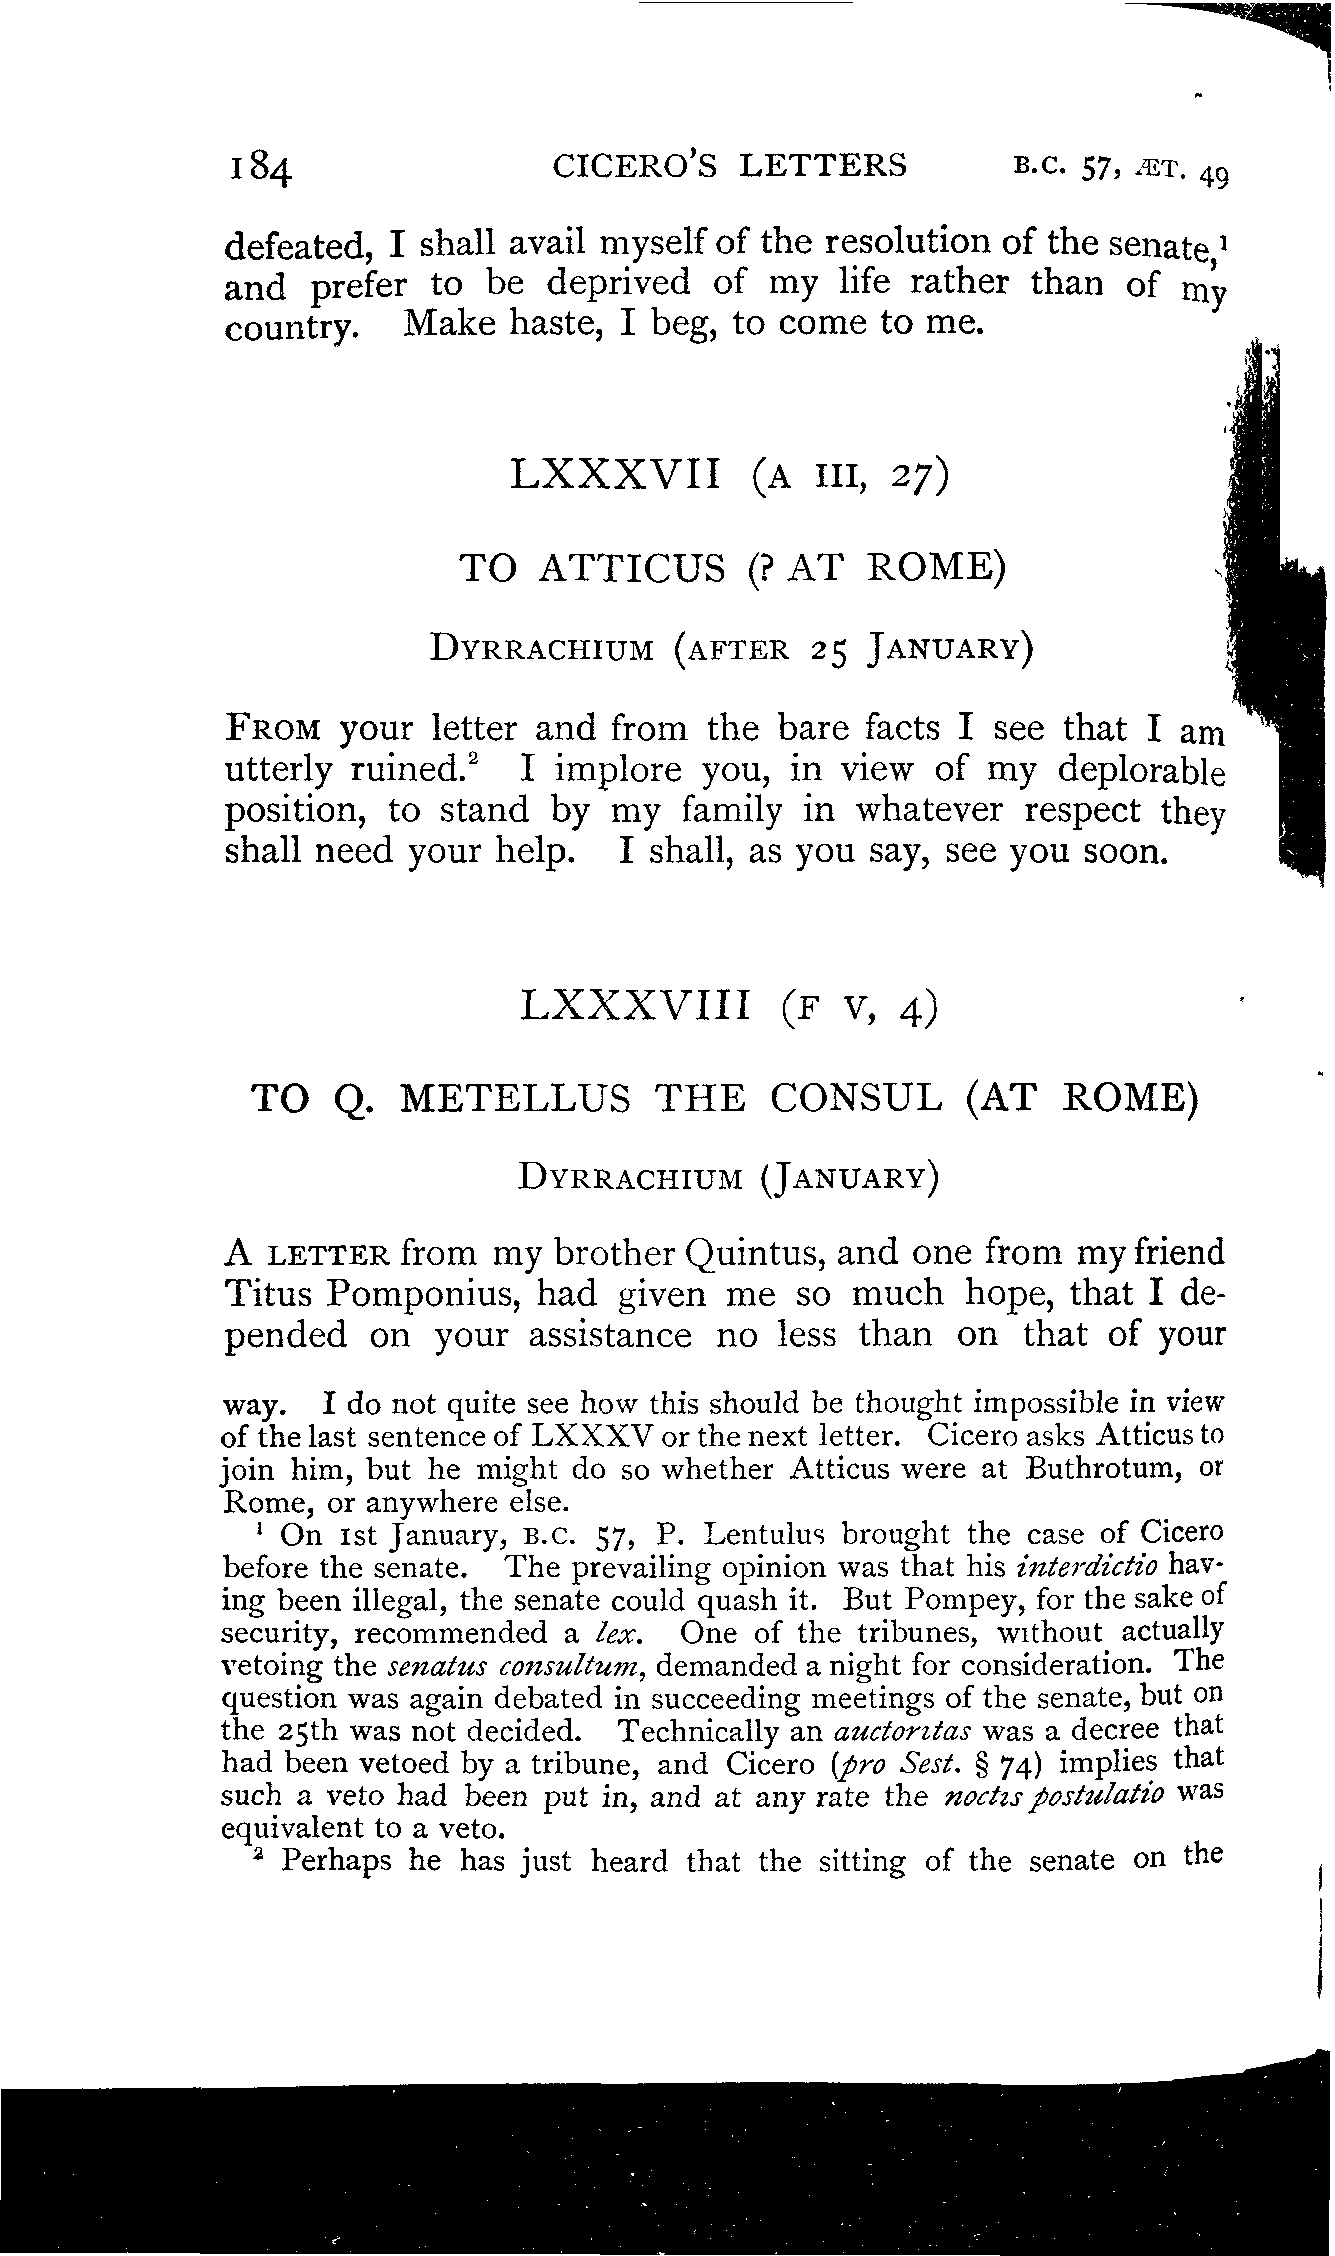 184 CICERO'S LETTERS B.C. 57, ÆT. 49
defeated, I shall avail myself of the resolution of the senate,¹
and prefer to be deprived of my life rather than of my
country. Make haste, I beg, to come to me.
LXXXVII (A III, 27)
TO ATTICUS (? AT ROME)
DYRRACHIUM (AFTER 25 JANUARY)
FROM your letter and from the bare facts I see that I am
utterly ruined.² I implore you, in view of my deplorable
position, to stand by my family in whatever respect they
shall need your help. I shall, as you say, see you soon.
LXXXVIII (F V, 4)
TO Q. METELLUS THE CONSUL (AT ROME)
DYRRACHIUM (JANUARY)
A LETTER from my brother Quintus, and one from my friend
Titus Pomponius, had given me so much hope, that I de-
pended on your assistance no less than on that of your
way. I do not quite see how this should be thought impossible in view
of the last sentence of LXXXV or the next letter. Cicero asks Atticus to
join him, but he might do so whether Atticus were at Buthrotum, or
Rome, or anywhere else.
¹ On 1st January, B.C. 57, P. Lentulus brought the case of Cicero
before the senate. The prevailing opinion was that his interdictio hav-
ing been illegal, the senate could quash it. But Pompey, for the sake of
security, recommended a lex. One of the tribunes, without actually
vetoing the senatus consultum, demanded a night for consideration. The
question was again debated in succeeding meetings of the senate, but on
the 25th was not decided. Technically an auctoritas was a decree that
had been vetoed by a tribune, and Cicero (pro Sest. § 74) implies that
such a veto had been put in, and at any rate the noctis postulatio was
equivalent to a veto.
² Perhaps he has just heard that the sitting of the senate on the